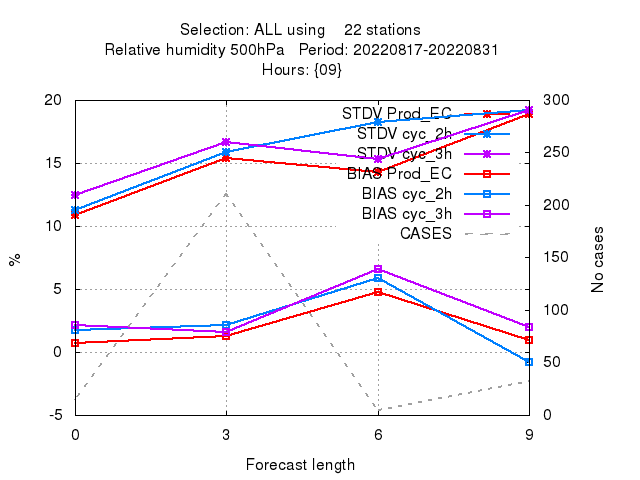 Selection: ALL using    22 stations
Relative humidity 500hPa   Period: 20220817-20220831
Hours: {09}
20
15
10
5
0
-5
%
300
250
200
150
100
50
0
No cases
STDV Prod_EC
STDV cyc_2h
STDV cyc_3h
BIAS Prod_EC
BIAS cyc_2h
BIAS cyc_3h
CASES
0 3 6 9
Forecast length